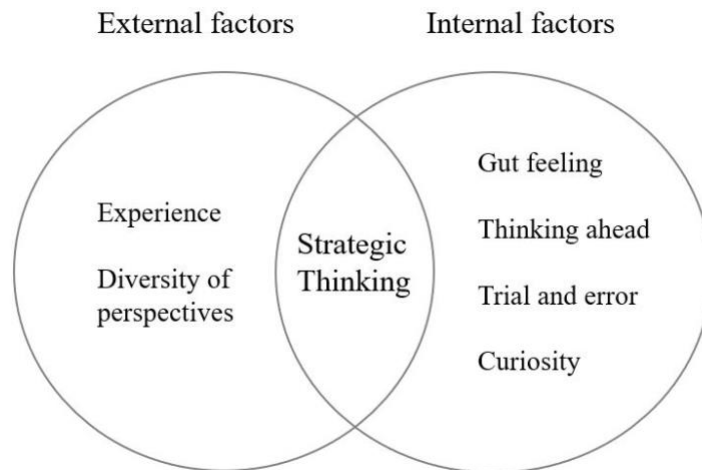 External factors
Internal factors
Experience
Diversity of
perspectives
Strategic
Thinking
Gut feeling
Thinking ahead
Trial and error
Curiosity